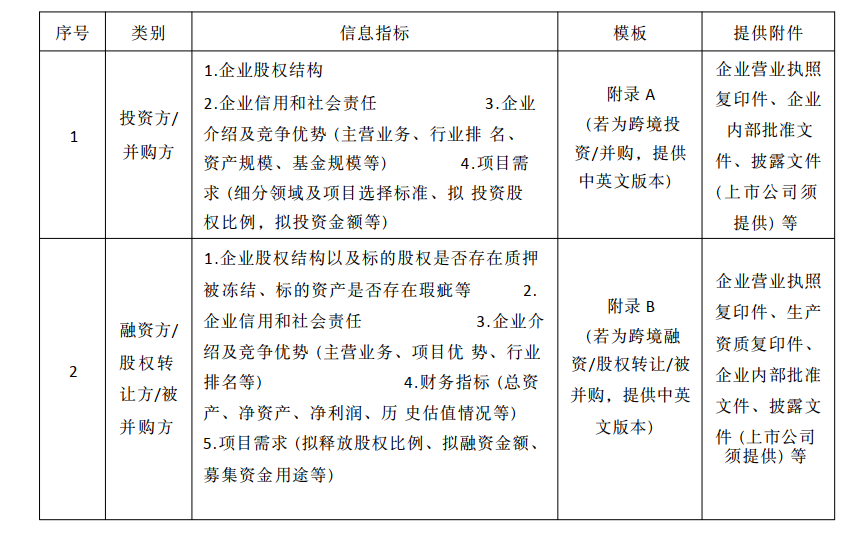 序号 类别 信息指标 模板 提供附件
1
投资方/
并购方
1.企业股权结构
2.企业信用和社会责任 3.企业
介绍及竞争优势 (主营业务、行业排 名、
资产规模、基金规模等) 4.项目需
求 (细分领域及项目选择标准、拟 投资股
权比例，拟投资金额等)
附录 A
(若为跨境投
资/并购，提供
中英文版本)
企业营业执照
复印件、企业
内部批准文
件、披露文件
(上市公司须
提供) 等
2
融资方/
股权转
让方/被
并购方
1.企业股权结构以及标的股权是否存在质押
被冻结、标的资产是否存在瑕疵等 2.
企业信用和社会责任 3.企业介
绍及竞争优势 (主营业务、项目优 势、行业
排名等) 4.财务指标 (总资
产、净资产、净利润、历 史估值情况等)
5.项目需求 (拟释放股权比例、拟融资金额、
募集资金用途等)
附录 B
(若为跨境融
资/股权转让/被
并购，提供中英
文版本)
企业营业执照
复印件、生产
资质复印件、
企业内部批准
文件、披露文
件 (上市公司
须提供) 等